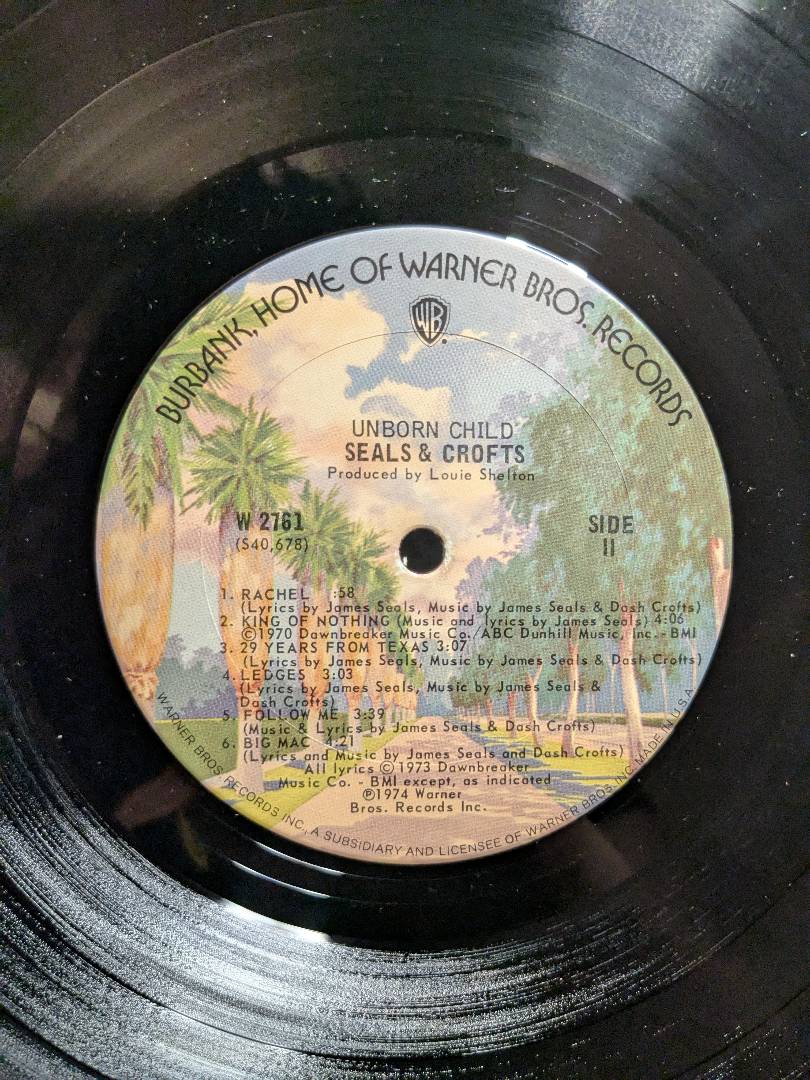 BURBANK, HOME OF WARNER BROS. RECORDS
WB
UNBORN CHILD
SEALS & CROFTS
Produced by Louie Shelton
W 2761
(S40,678)
SIDE
II
1. RACHEL :58
(Lyrics by James Seals, Music by James Seals & Dash Crofts)
2. KING OF NOTHING (Music and lyrics by James Seals) 4:06
©1970 Dawnbreaker Music Co./ABC Dunhill Music, Inc.-BMI
3. 29 YEARS FROM TEXAS 3:07
(Lyrics by James Seals, Music by James Seals & Dash Crofts)
4. LEDGES 3:03
(Lyrics by James Seals, Music by James Seals &
Dash Crofts)
5. FOLLOW ME 3:39
(Music & Lyrics by James Seals & Dash Crofts)
6. BIG MAC 4:21
(Lyrics and Music by James Seals and Dash Crofts)
All lyrics ©1973 Dawnbreaker
Music Co. - BMI except, as indicated
℗1974 Warner
Bros. Records Inc.
WARNER BROS. RECORDS INC., A SUBSIDIARY AND LICENSEE OF WARNER BROS. INC. MADE IN U.S.A.